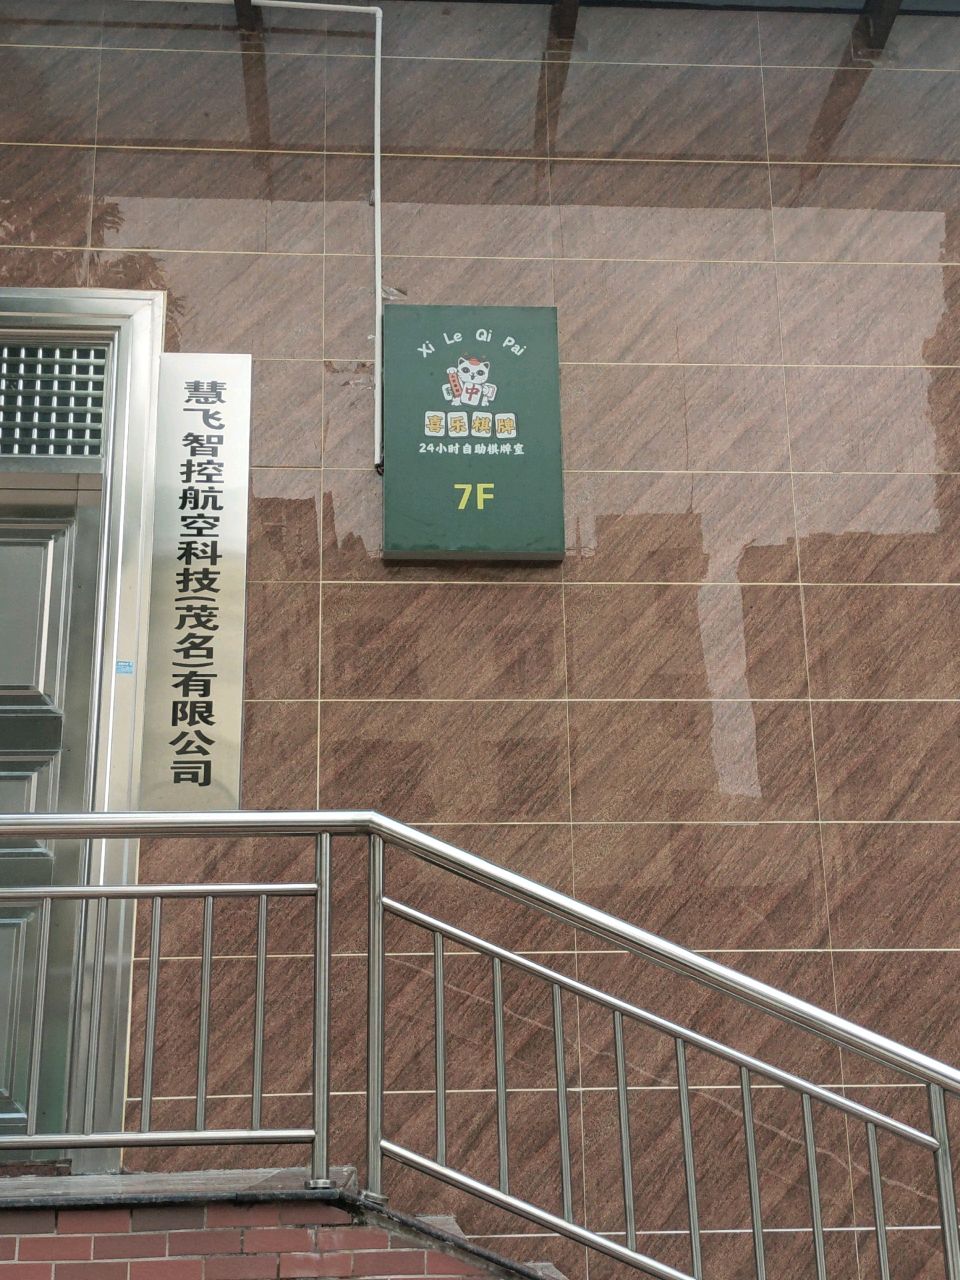 慧飞智控航空科技(茂名)有限公司
Xi Le Qi Pai
中
喜乐棋牌
24小时自助棋牌室
7F